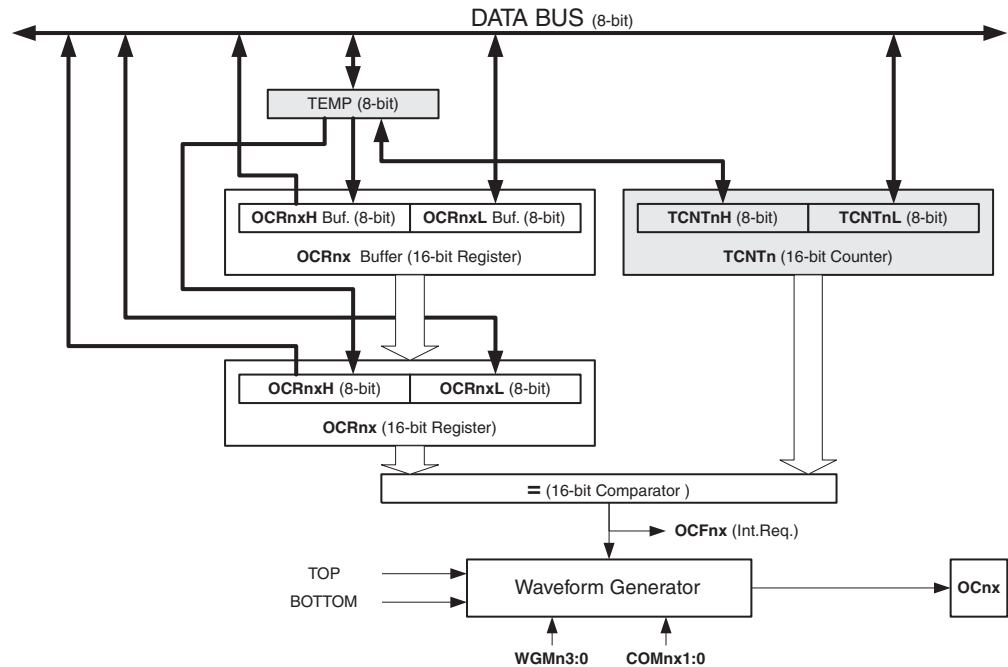 DATA BUS (8-bit)
TEMP (8-bit)
OCRnxH Buf. (8-bit) OCRnxL Buf. (8-bit)
OCRnx Buffer (16-bit Register)
TCNTnH (8-bit) TCNTnL (8-bit)
TCNTn (16-bit Counter)
OCRnxH (8-bit) OCRnxL (8-bit)
OCRnx (16-bit Register)
= (16-bit Comparator )
OCFnx (Int.Req.)
TOP
BOTTOM
Waveform Generator
OCnx
WGMn3:0 COMnx1:0